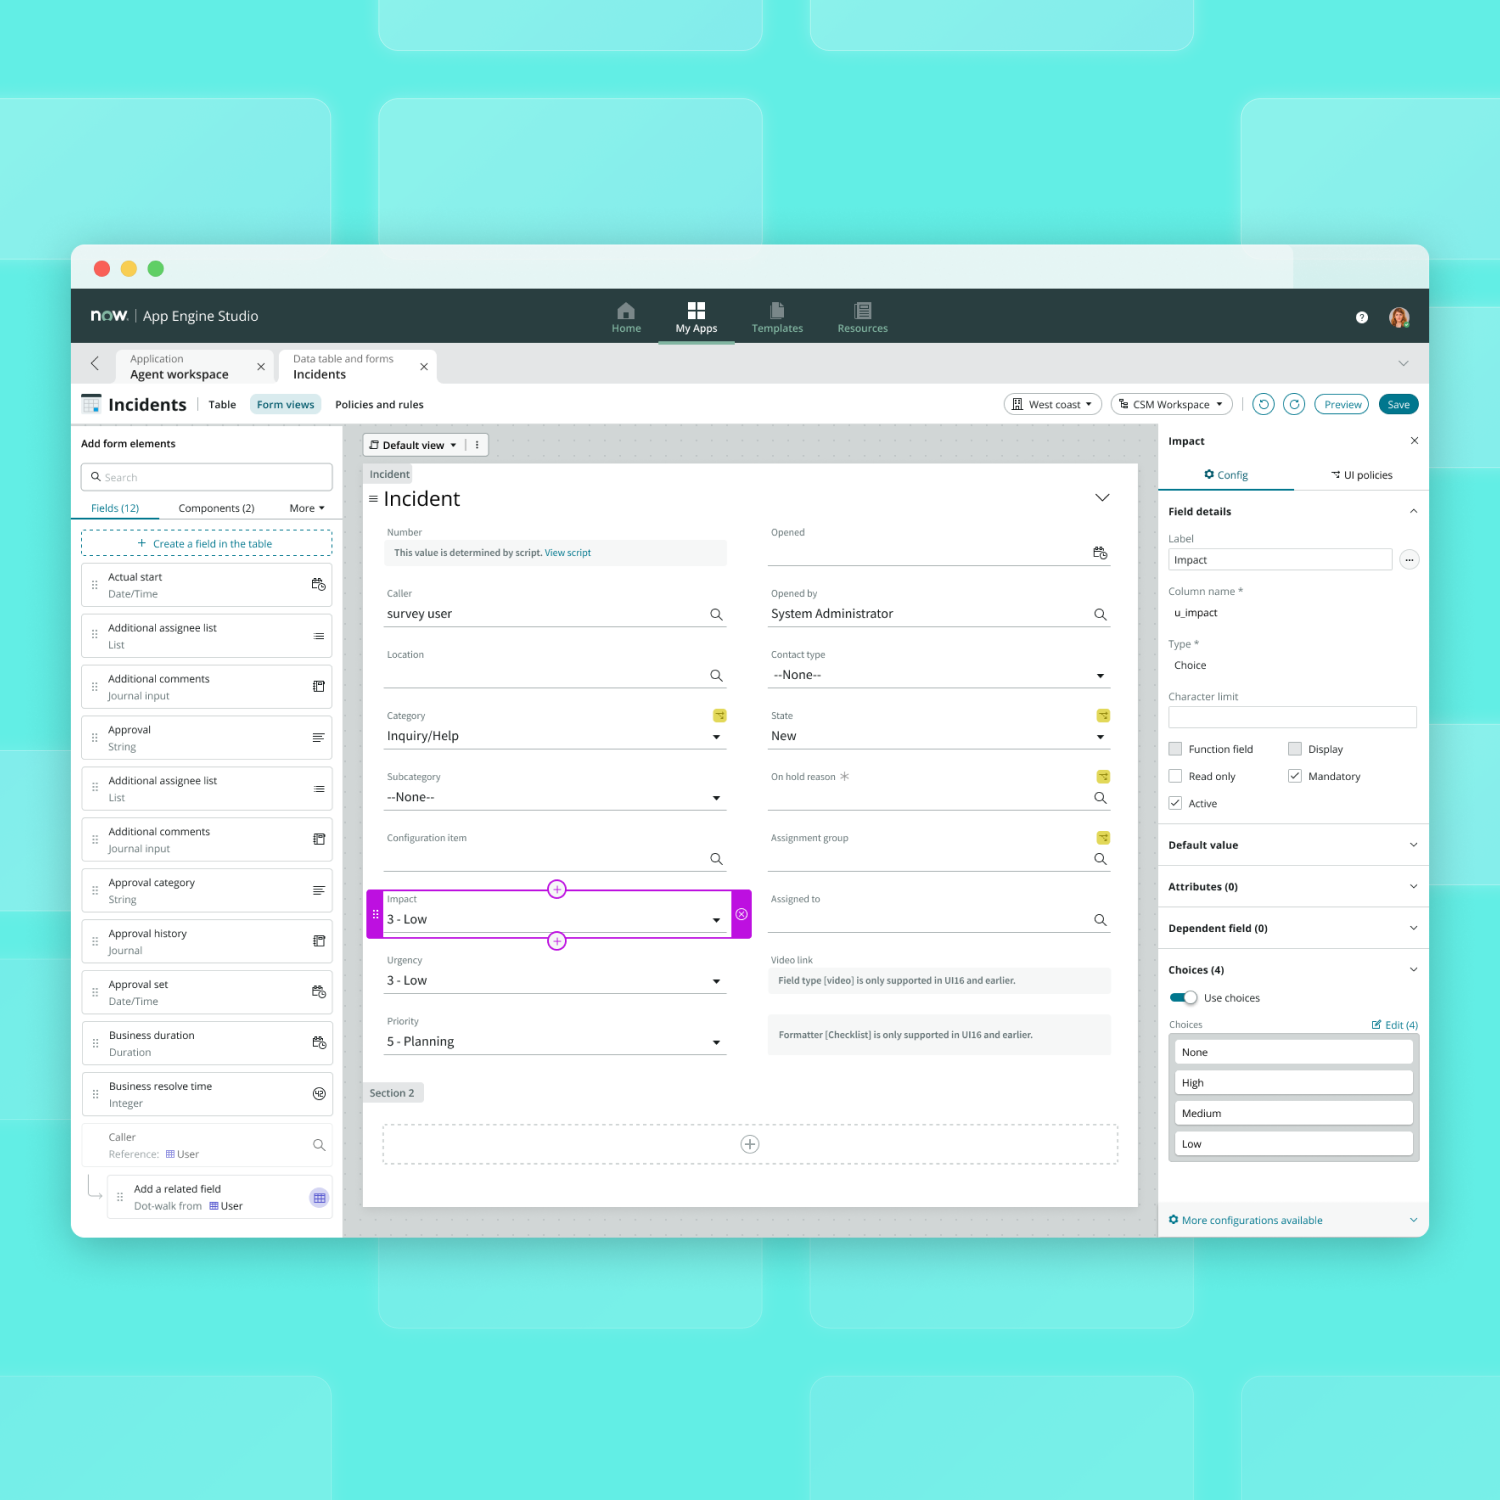 now. | App Engine Studio
Home
My Apps
Templates
Resources
?
Application
Agent workspace
Data table and forms
Incidents
Incidents
Table
Form views
Policies and rules
West coast
CSM Workspace
Preview
Save
Add form elements
Search
Fields (12)
Components (2)
More
+ Create a field in the table
Actual start
Date/Time
Additional assignee list
List
Additional comments
Journal input
Approval
String
Additional assignee list
List
Additional comments
Journal input
Approval category
String
Approval history
Journal
Approval set
Date/Time
Business duration
Duration
Business resolve time
Integer
42
Caller
Reference: User
Add a related field
Dot-walk from User
Default view
Incident
Incident
Number
This value is determined by script. View script
Opened
Caller
survey user
Opened by
System Administrator
Location
Contact type
--None--
Category
Inquiry/Help
State
New
Subcategory
--None--
On hold reason *
Configuration item
Assignment group
Impact
3 - Low
Assigned to
Urgency
3 - Low
Video link
Field type [video] is only supported in UI16 and earlier.
Priority
5 - Planning
Formatter [Checklist] is only supported in UI16 and earlier.
Section 2
Impact
Config
UI policies
Field details
Label
Impact
Column name *
u_impact
Type *
Choice
Character limit
Function field
Display
Read only
Mandatory
Active
Default value
Attributes (0)
Dependent field (0)
Choices (4)
Use choices
Choices
Edit (4)
None
High
Medium
Low
More configurations available